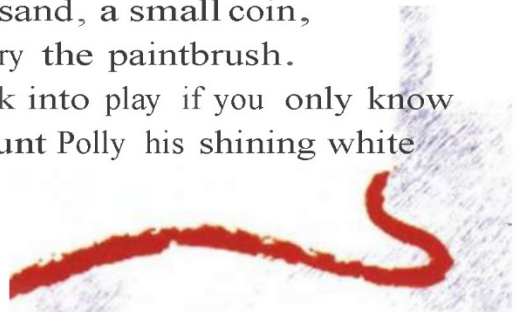 sand, a small coin,
ry the paintbrush.
k into play if you only know
unt Polly his shining white